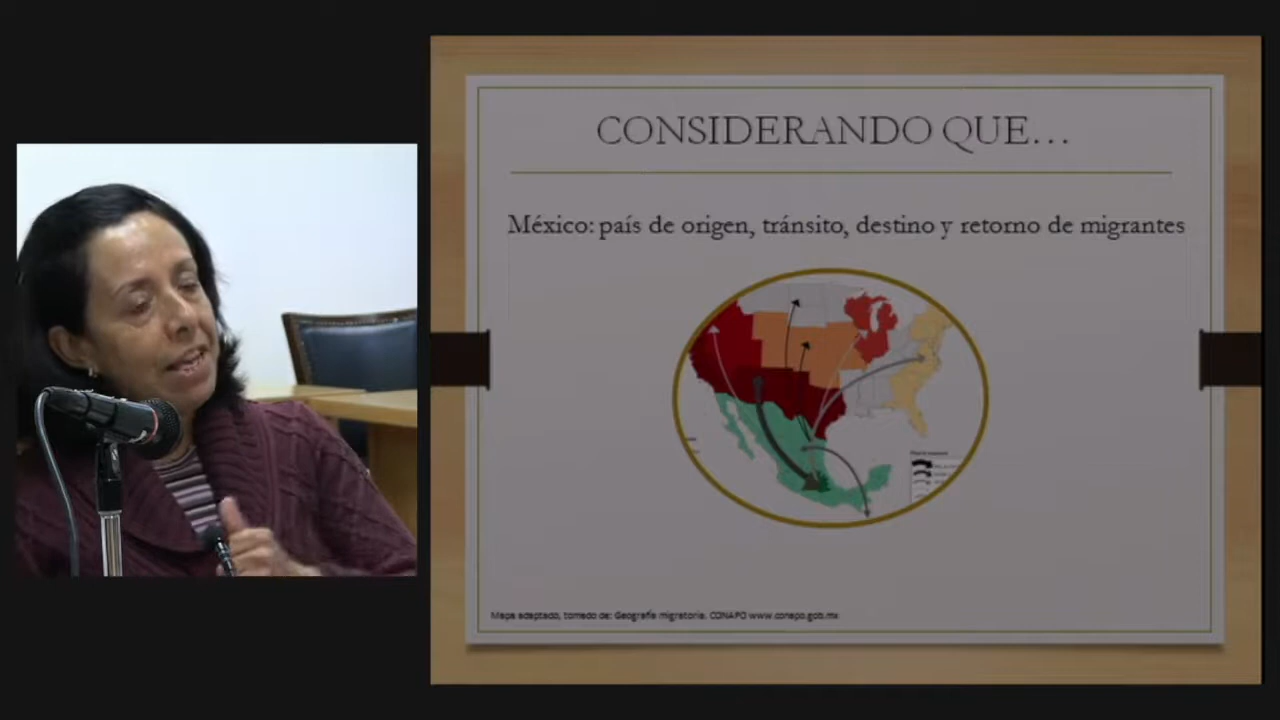 CONSIDERANDO QUE...
México: país de origen, tránsito, destino y retorno de migrantes
Mapa adaptado, tomado de: Geografía migratoria. CONAPO www.conapo.gob.mx